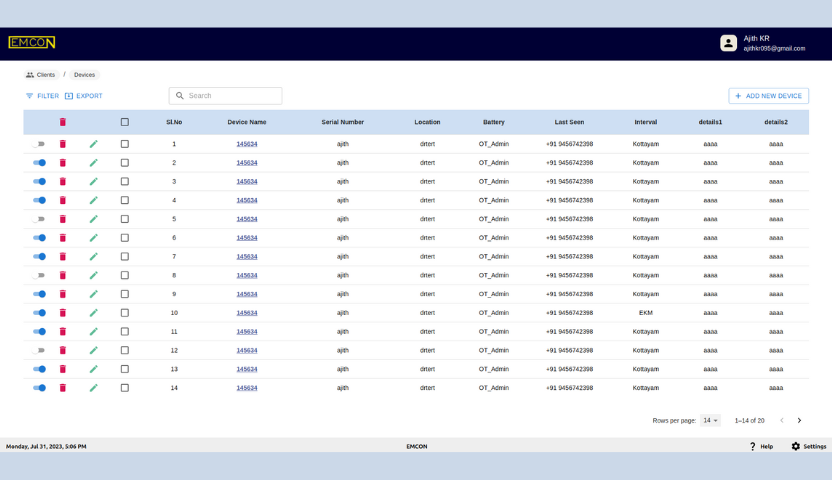 EMCON
Ajith KR
ajithkr095@gmail.com
Clients / Devices
FILTER EXPORT Search + ADD NEW DEVICE
Sl.No Device Name Serial Number Location Battery Last Seen Interval details1 details2
1 145634 ajith drtert OT_Admin +91 9456742398 Kottayam aaaa aaaa
2 145634 ajith drtert OT_Admin +91 9456742398 Kottayam aaaa aaaa
3 145634 ajith drtert OT_Admin +91 9456742398 Kottayam aaaa aaaa
4 145634 ajith drtert OT_Admin +91 9456742398 Kottayam aaaa aaaa
5 145634 ajith drtert OT_Admin +91 9456742398 Kottayam aaaa aaaa
6 145634 ajith drtert OT_Admin +91 9456742398 Kottayam aaaa aaaa
7 145634 ajith drtert OT_Admin +91 9456742398 Kottayam aaaa aaaa
8 145634 ajith drtert OT_Admin +91 9456742398 Kottayam aaaa aaaa
9 145634 ajith drtert OT_Admin +91 9456742398 Kottayam aaaa aaaa
10 145634 ajith drtert OT_Admin +91 9456742398 EKM aaaa aaaa
11 145634 ajith drtert OT_Admin +91 9456742398 Kottayam aaaa aaaa
12 145634 ajith drtert OT_Admin +91 9456742398 Kottayam aaaa aaaa
13 145634 ajith drtert OT_Admin +91 9456742398 Kottayam aaaa aaaa
14 145634 ajith drtert OT_Admin +91 9456742398 Kottayam aaaa aaaa
Rows per page: 14 1–14 of 20
Monday, Jul 31, 2023, 5:06 PM EMCON ? Help Settings